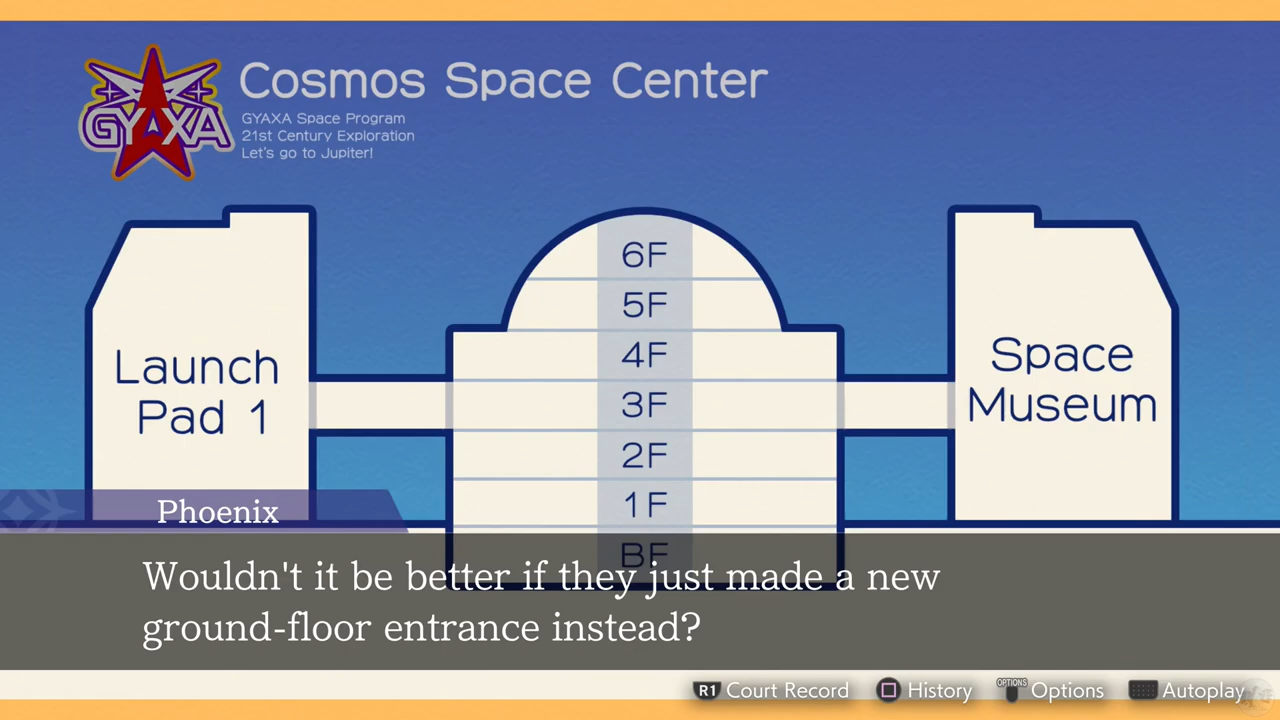 GYAXA
Cosmos Space Center
GYAXA Space Program
21st Century Exploration
Let's go to Jupiter!
6F
5F
4F
3F
2F
1F
BF
Launch
Pad 1
Space
Museum
Phoenix
Wouldn't it be better if they just made a new
ground-floor entrance instead?
R1 Court Record
History
OPTIONS Options
Autoplay